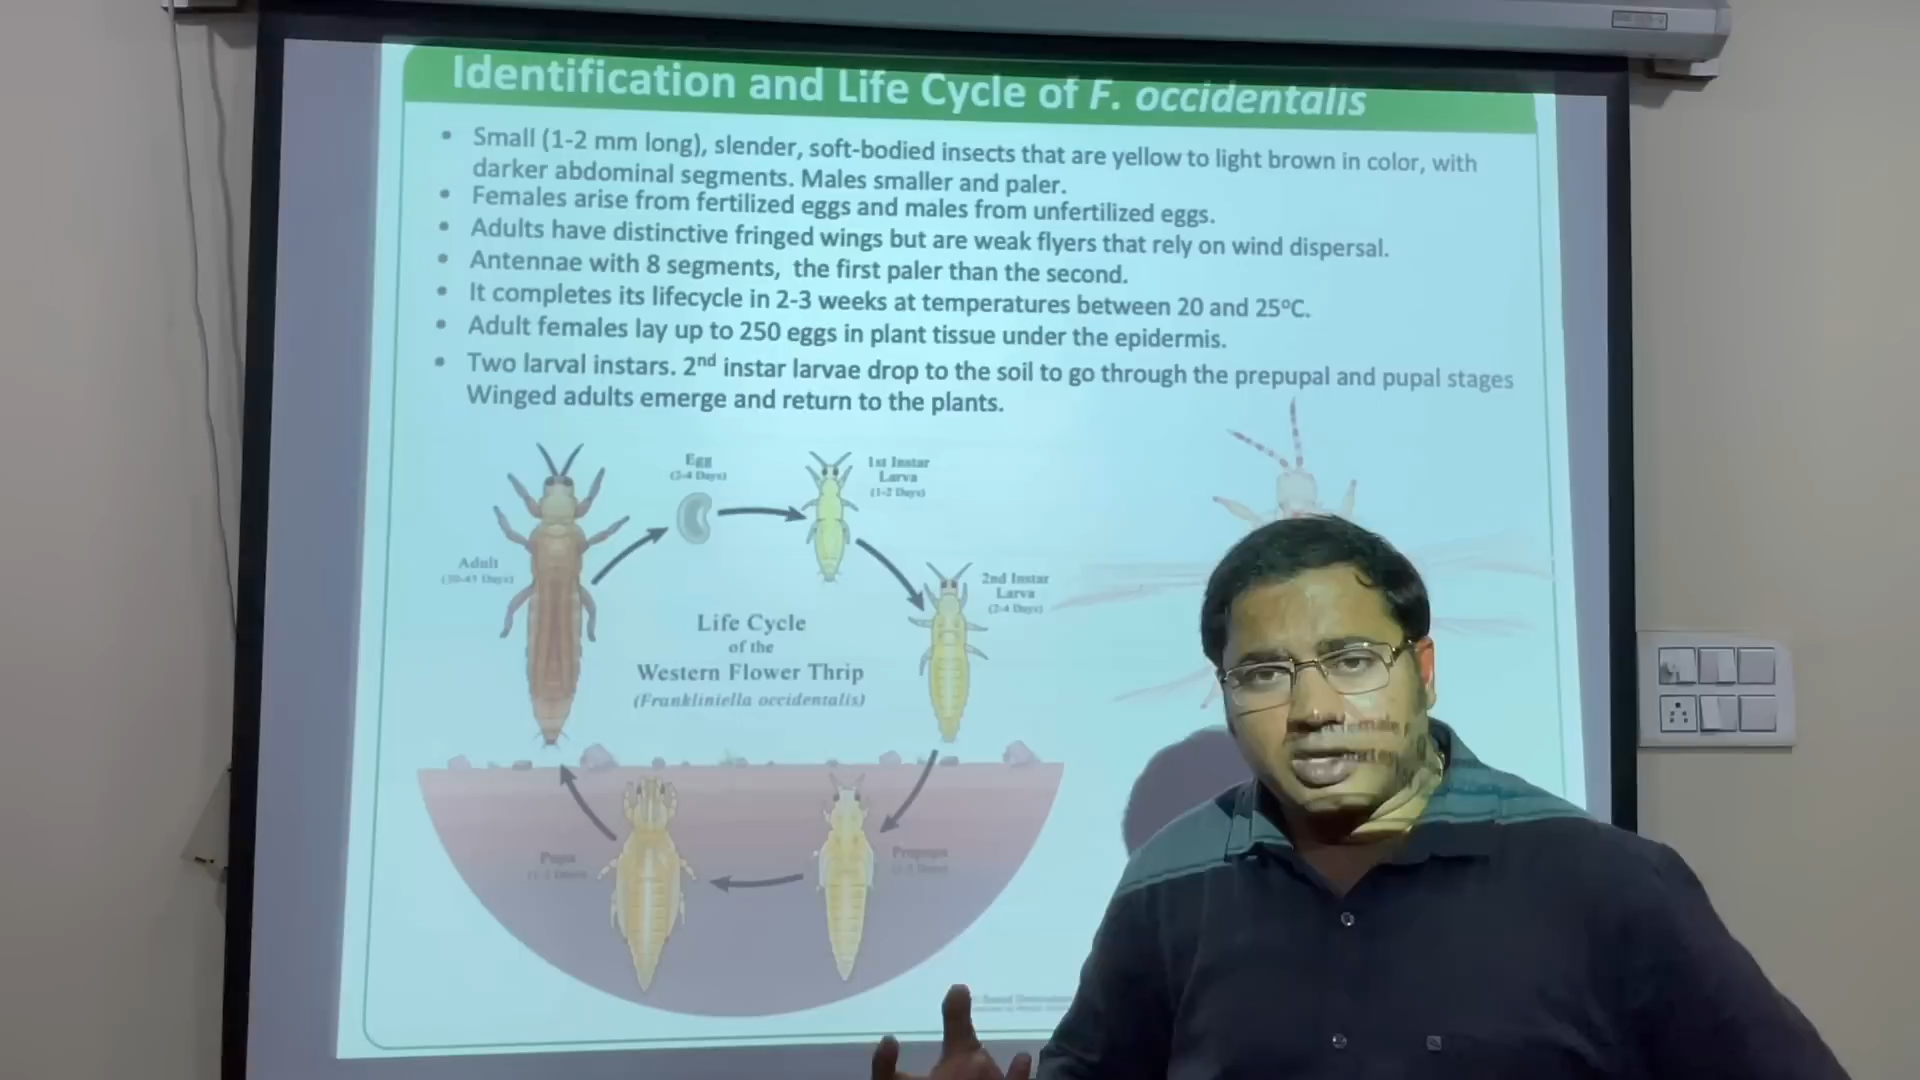 Identification and Life Cycle of F. occidentalis
• Small (1-2 mm long), slender, soft-bodied insects that are yellow to light brown in color, with
darker abdominal segments. Males smaller and paler.
• Females arise from fertilized eggs and males from unfertilized eggs.
• Adults have distinctive fringed wings but are weak flyers that rely on wind dispersal.
• Antennae with 8 segments, the first paler than the second.
• It completes its lifecycle in 2-3 weeks at temperatures between 20 and 25°C.
• Adult females lay up to 250 eggs in plant tissue under the epidermis.
• Two larval instars. 2nd instar larvae drop to the soil to go through the prepupal and pupal stages
Winged adults emerge and return to the plants.
Egg
(2-4 Days)
1st Instar
Larva
(1-2 Days)
Adult
(30-45 Days)
2nd Instar
Larva
(2-4 Days)
Life Cycle
of the
Western Flower Thrip
(Frankliniella occidentalis)
Pupa
Prepupa
female